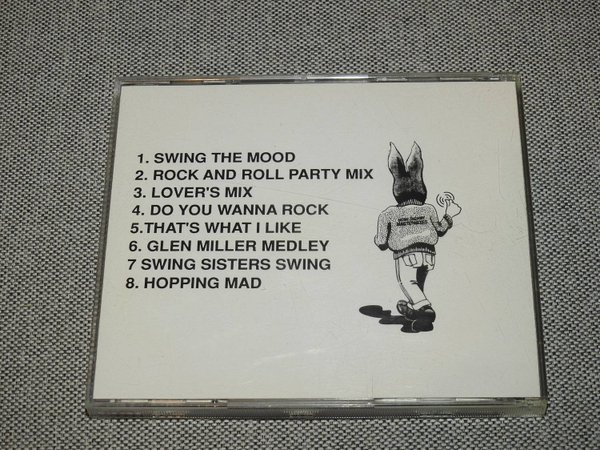 1. SWING THE MOOD
2. ROCK AND ROLL PARTY MIX
3. LOVER'S MIX
4. DO YOU WANNA ROCK
5.THAT'S WHAT I LIKE
6. GLEN MILLER MEDLEY
7 SWING SISTERS SWING
8. HOPPING MAD